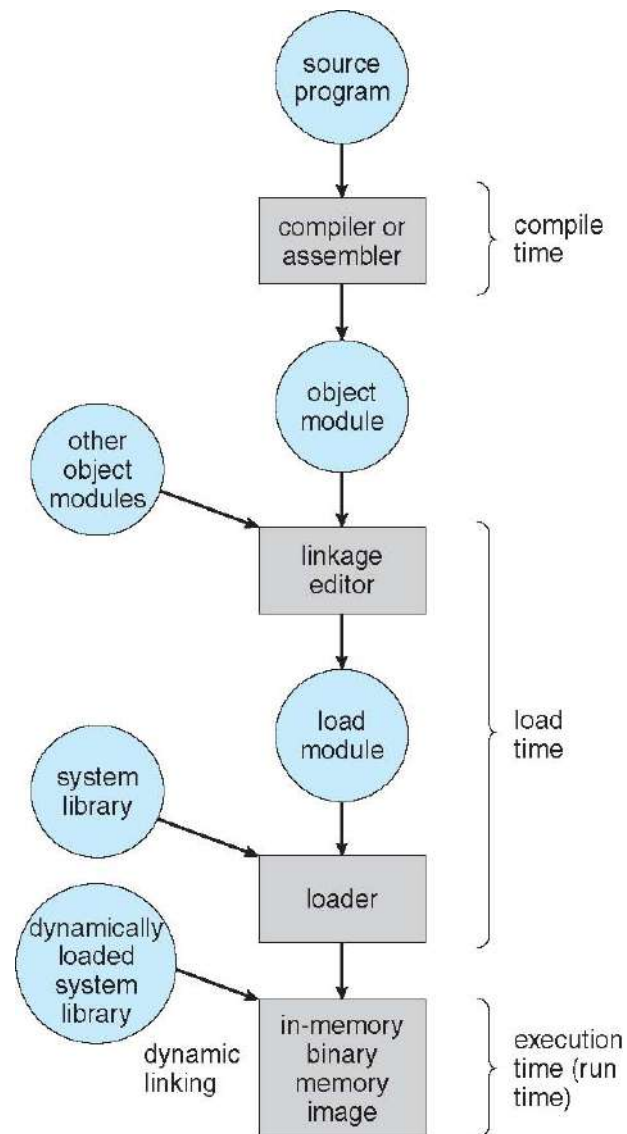 source
program
compiler or
assembler
compile
time
object
module
other
object
modules
linkage
editor
load
module
load
time
system
library
loader
dynamically
loaded
system
library
dynamic
linking
in-memory
binary
memory
image
execution
time (run
time)